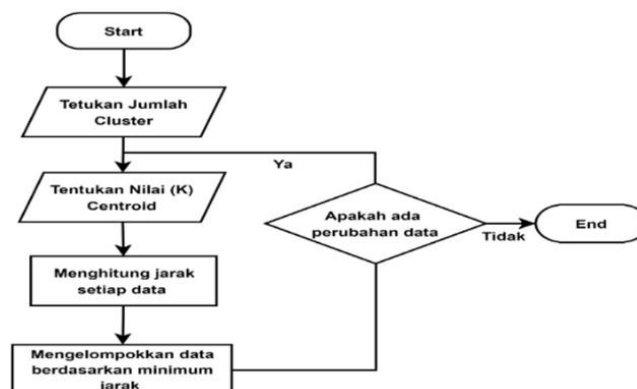 Start
Tetukan Jumlah
Cluster
Ya
Tentukan Nilai (K)
Centroid
Apakah ada
perubahan data
Tidak
End
Menghitung jarak
setiap data
Mengelompokkan data
berdasarkan minimum
jarak